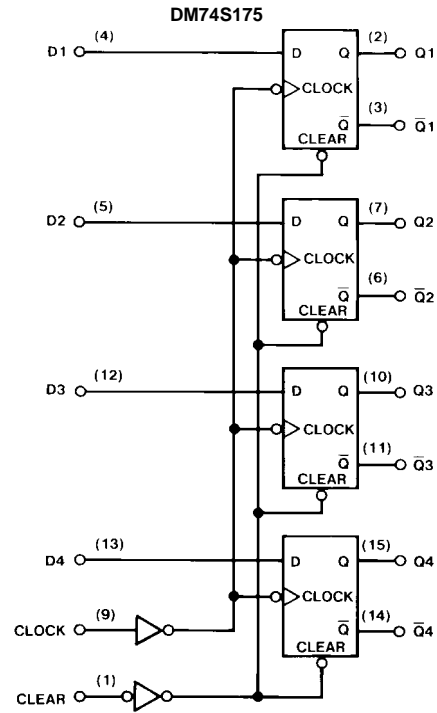 DM74S175
D1 (4) D Q (2) Q1
CLOCK
Q̅ (3) Q̅1
CLEAR
D2 (5) D Q (7) Q2
CLOCK
Q̅ (6) Q̅2
CLEAR
D3 (12) D Q (10) Q3
CLOCK
Q̅ (11) Q̅3
CLEAR
D4 (13) D Q (15) Q4
CLOCK (9) CLOCK
Q̅ (14) Q̅4
CLEAR
CLEAR (1)